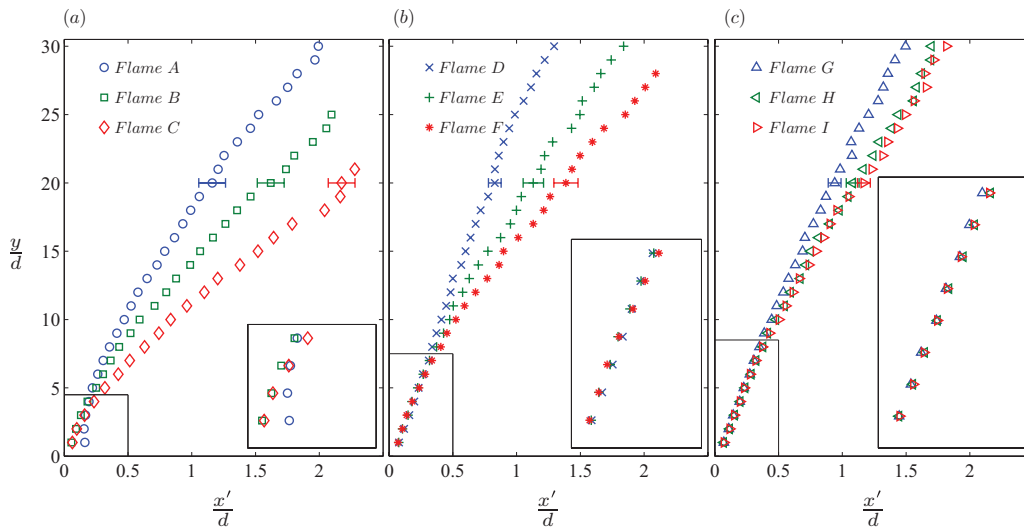 (a) (b) (c)
30
25
20
15
10
5
0
y/d
Flame A
Flame B
Flame C
Flame D
Flame E
Flame F
Flame G
Flame H
Flame I
0 0.5 1 1.5 2
0 0.5 1 1.5 2
0 0.5 1 1.5 2
x′/d x′/d x′/d